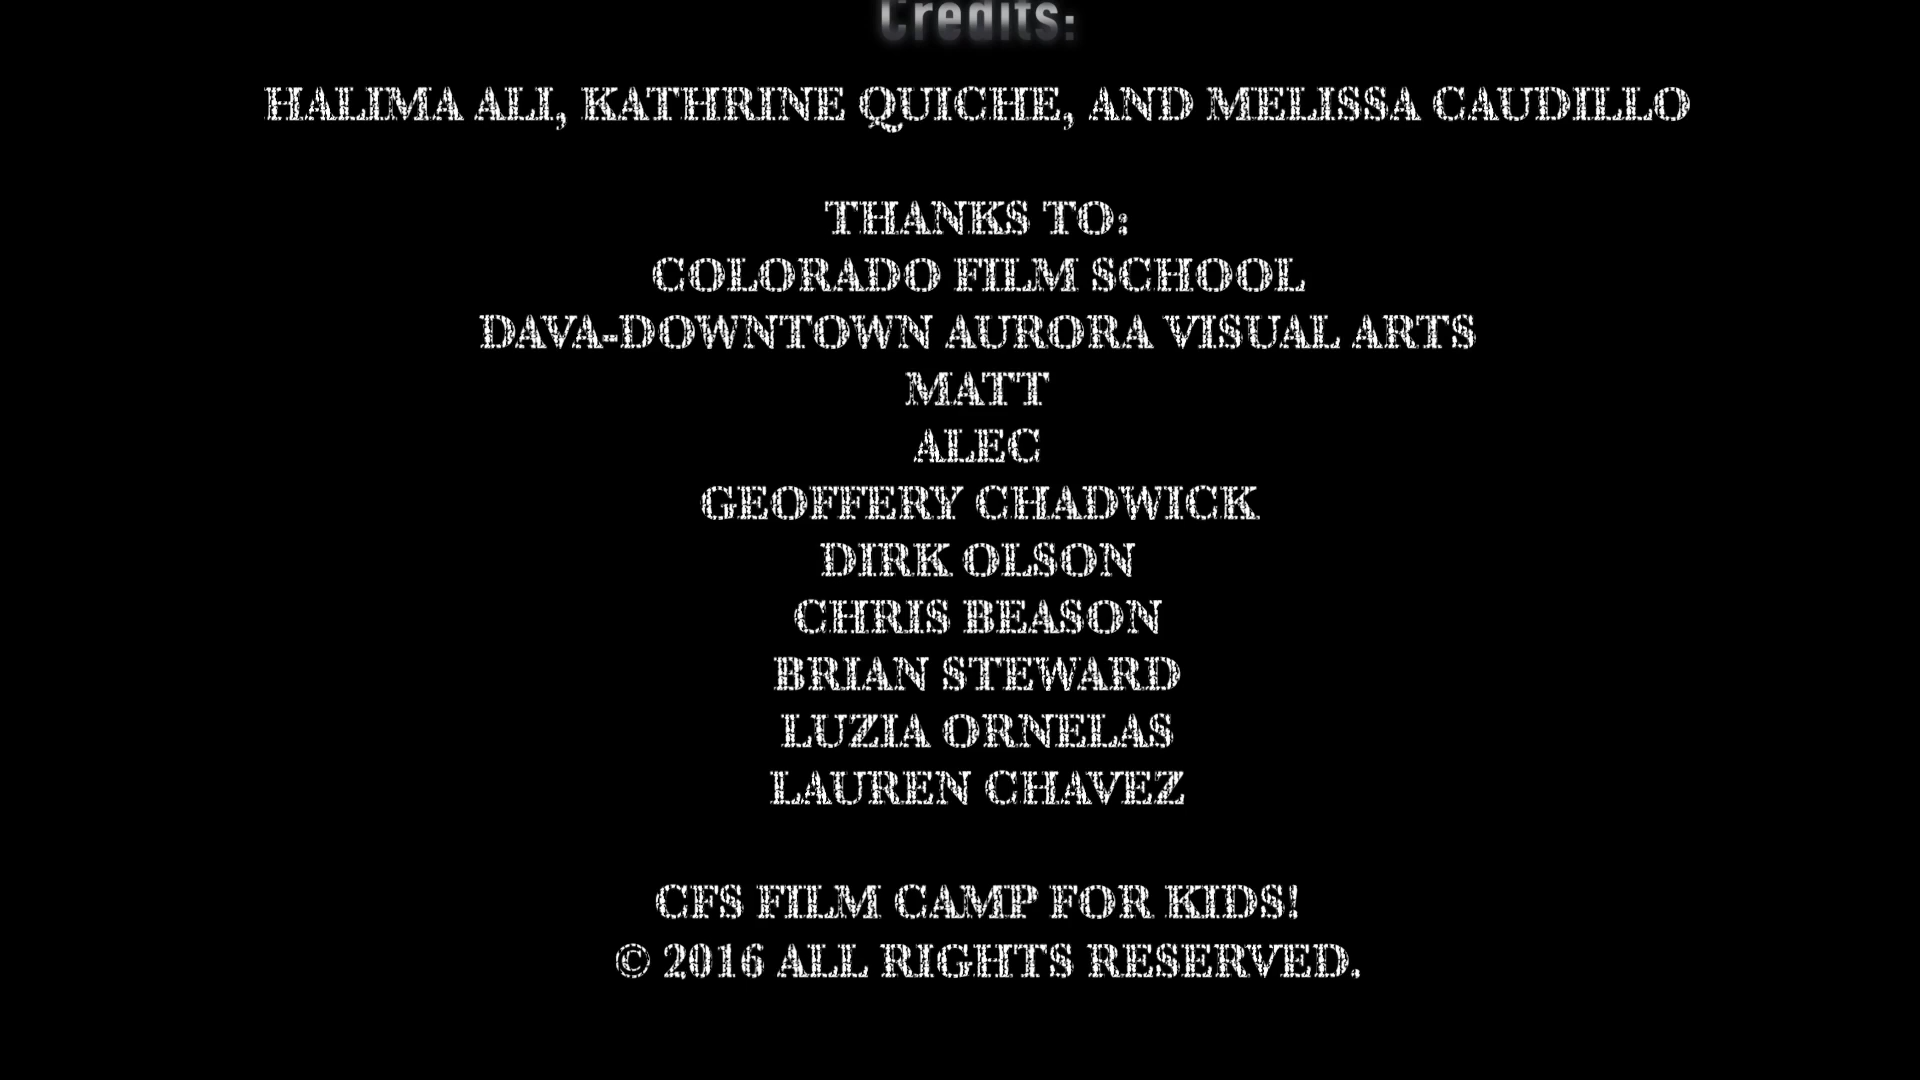 Credits:
HALIMA ALI, KATHRINE QUICHE, AND MELISSA CAUDILLO
THANKS TO:
COLORADO FILM SCHOOL
DAVA-DOWNTOWN AURORA VISUAL ARTS
MATT
ALEC
GEOFFERY CHADWICK
DIRK OLSON
CHRIS BEASON
BRIAN STEWARD
LUZIA ORNELAS
LAUREN CHAVEZ
CFS FILM CAMP FOR KIDS!
© 2016 ALL RIGHTS RESERVED.